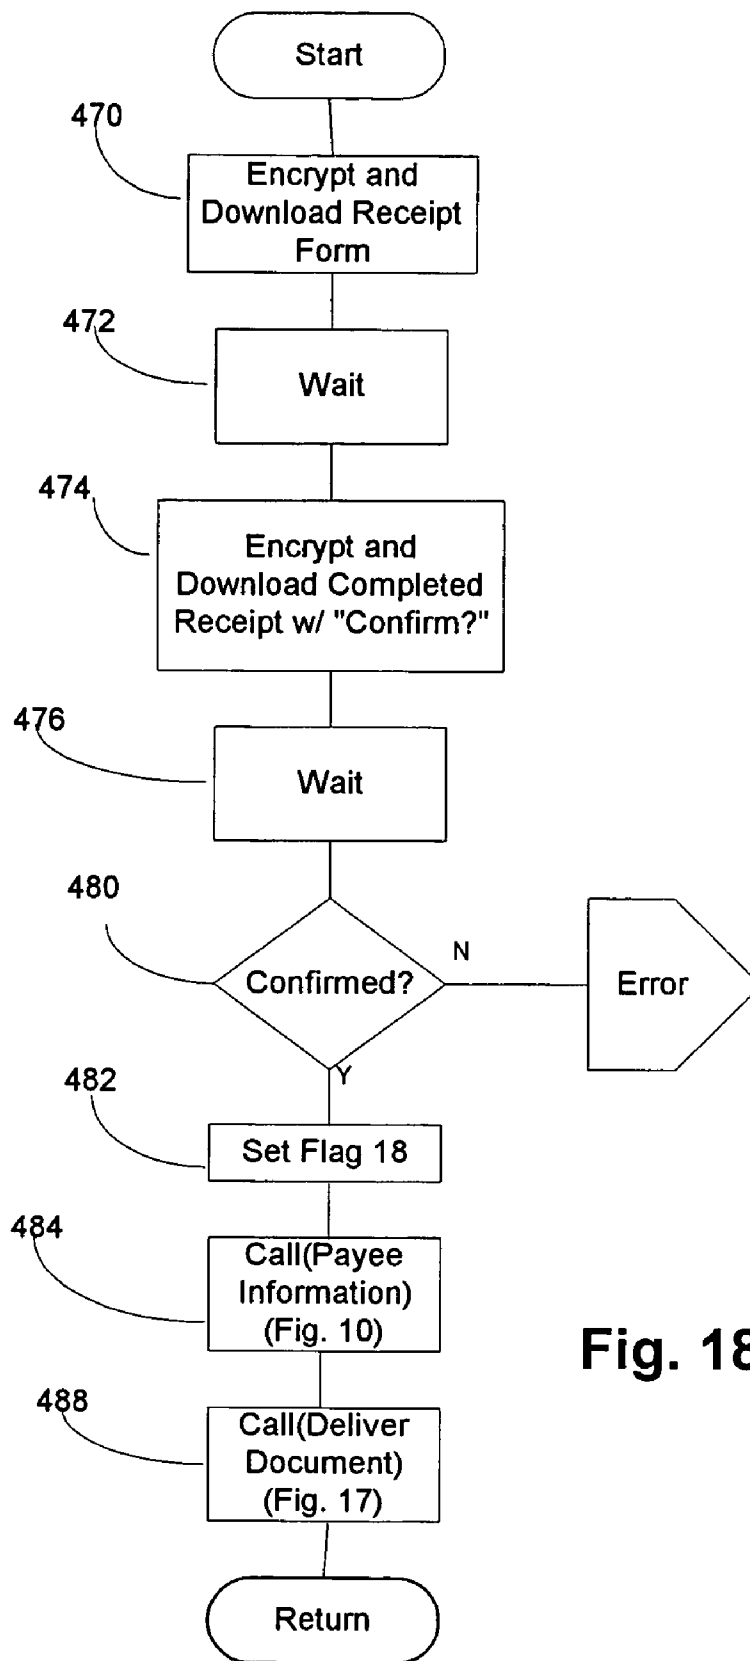 Start
470
Encrypt and
Download Receipt
Form
472
Wait
474
Encrypt and
Download Completed
Receipt w/ "Confirm?"
476
Wait
480
Confirmed?
N
Error
Y
482
Set Flag 18
484
Call(Payee
Information)
(Fig. 10)
Fig. 18
488
Call(Deliver
Document)
(Fig. 17)
Return